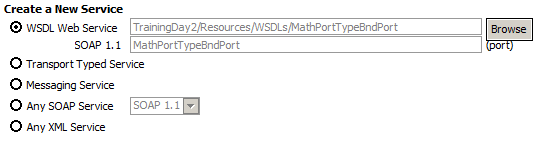 Create a New Service
WSDL Web Service TrainingDay2/Resources/WSDLs/MathPortTypeBndPort Browse
SOAP 1.1 MathPortTypeBndPort (port)
Transport Typed Service
Messaging Service
Any SOAP Service SOAP 1.1
Any XML Service